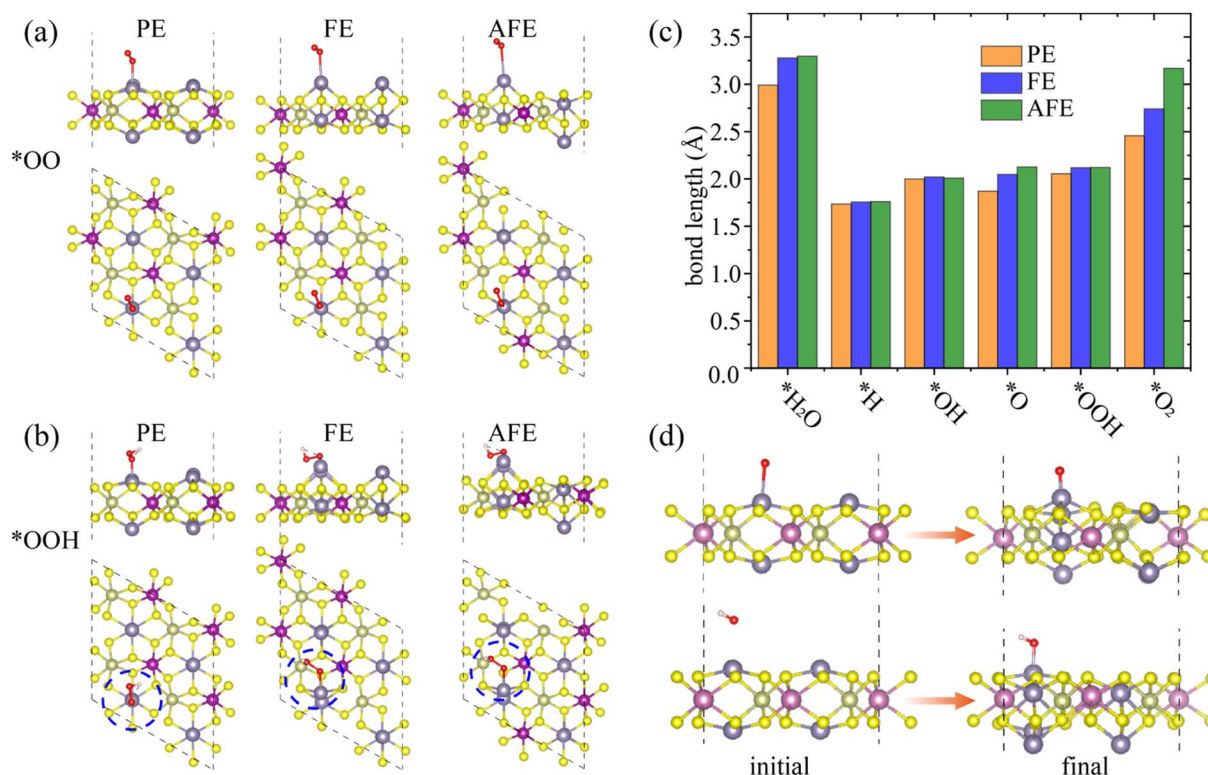 (a)
PE FE AFE
*OO
(b)
PE FE AFE
*OOH
(c)
bond length (Å)
3.5
3.0
2.5
2.0
1.5
1.0
0.5
0.0
PE
FE
AFE
*H₂O *H *OH *O *OOH *O₂
(d)
initial final